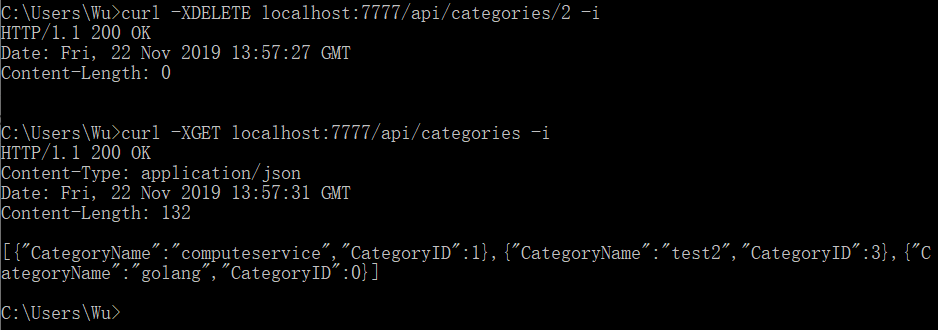 C:\Users\Wu>curl -XDELETE localhost:7777/api/categories/2 -i
HTTP/1.1 200 OK
Date: Fri, 22 Nov 2019 13:57:27 GMT
Content-Length: 0
C:\Users\Wu>curl -XGET localhost:7777/api/categories -i
HTTP/1.1 200 OK
Content-Type: application/json
Date: Fri, 22 Nov 2019 13:57:31 GMT
Content-Length: 132
[{"CategoryName":"computeservice","CategoryID":1},{"CategoryName":"test2","CategoryID":3},{"C
ategoryName":"golang","CategoryID":0}]
C:\Users\Wu>